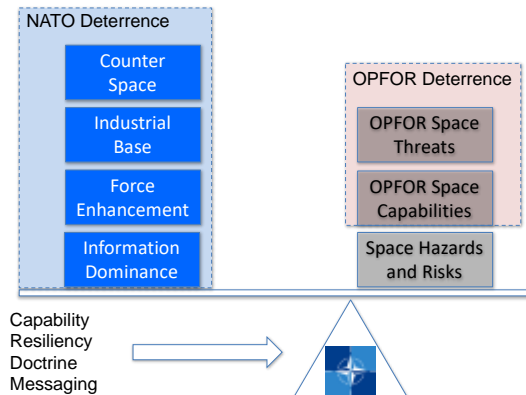 NATO Deterrence
Counter
Space
Industrial
Base
Force
Enhancement
Information
Dominance
OPFOR Deterrence
OPFOR Space
Threats
OPFOR Space
Capabilities
Space Hazards
and Risks
Capability
Resiliency
Doctrine
Messaging